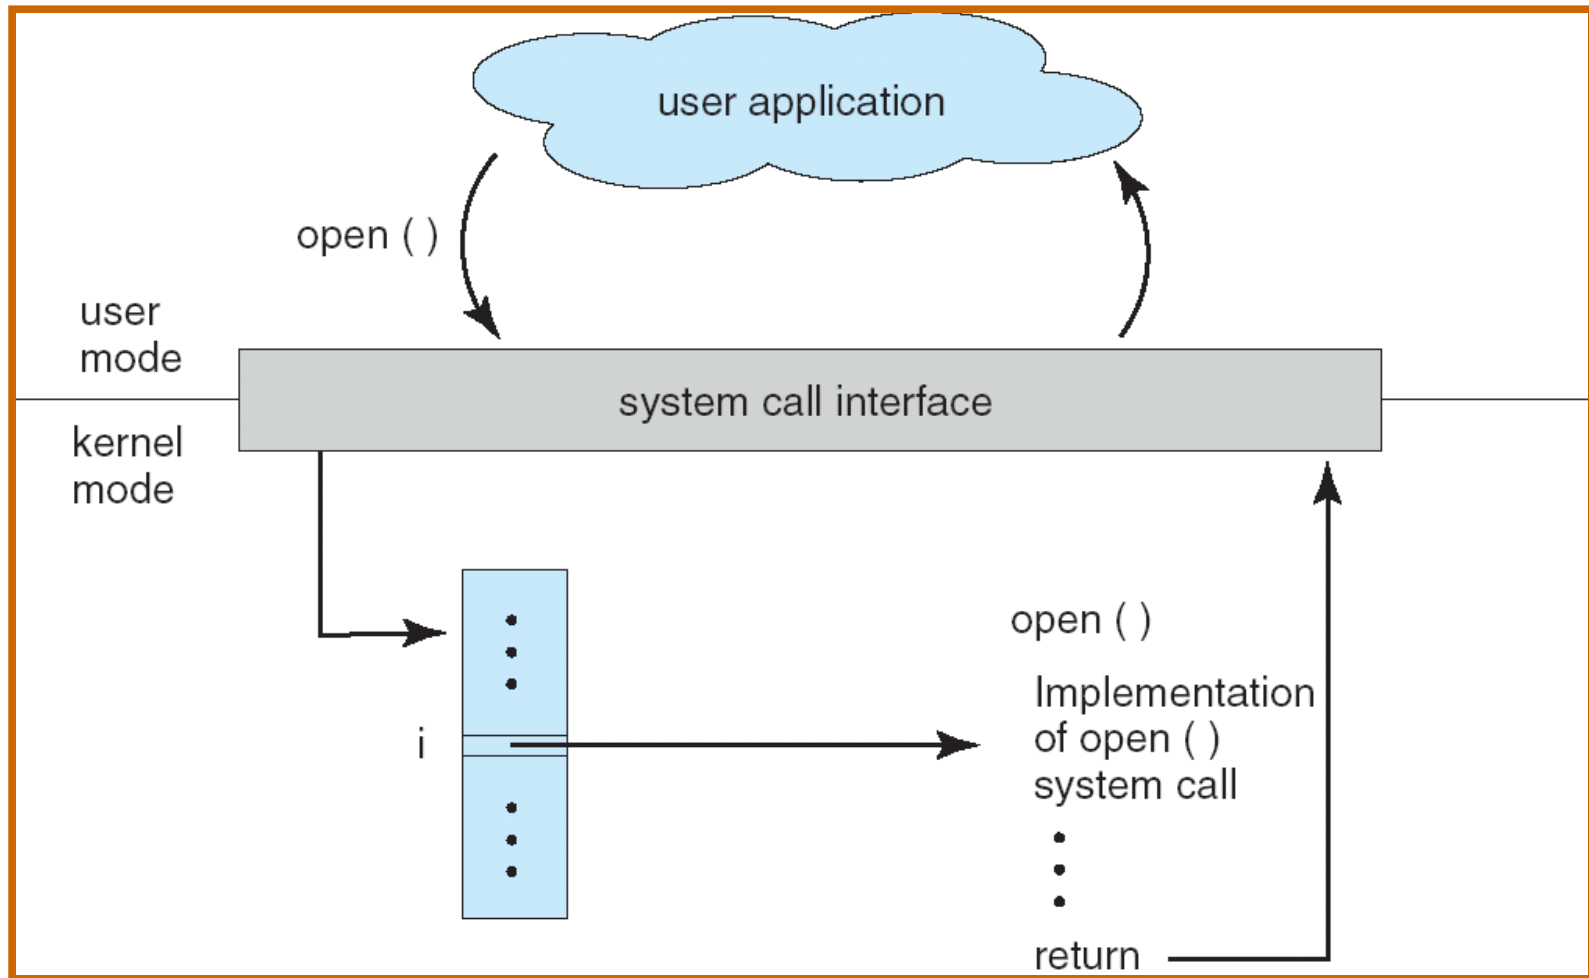 user application
open ( )
user
mode
system call interface
kernel
mode
open ( )
Implementation
i
of open ( )
system call
return